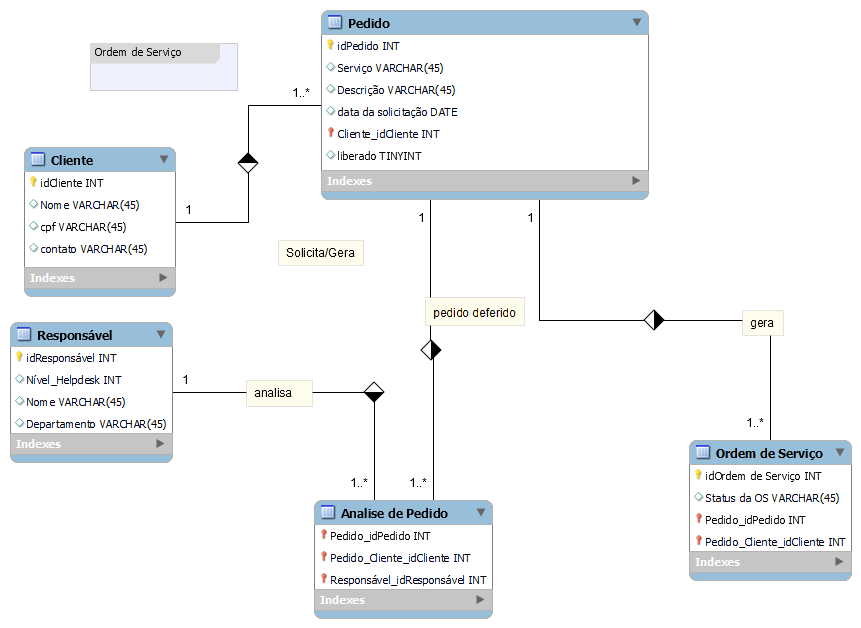 Pedido
idPedido INT
Serviço VARCHAR(45)
Descrição VARCHAR(45)
data da solicitação DATE
Cliente_idCliente INT
liberado TINYINT
Indexes
Ordem de Serviço
1..*
Cliente
idCliente INT
Nome VARCHAR(45)
cpf VARCHAR(45)
contato VARCHAR(45)
Indexes
1
1
1
Solicita/Gera
pedido deferido
gera
Responsável
idResponsável INT
Nível_Helpdesk INT
Nome VARCHAR(45)
Departamento VARCHAR(45)
Indexes
1
analisa
1..*
1..*
1..*
Analise de Pedido
Pedido_idPedido INT
Pedido_Cliente_idCliente INT
Responsável_idResponsável INT
Indexes
Ordem de Serviço
idOrdem de Serviço INT
Status da OS VARCHAR(45)
Pedido_idPedido INT
Pedido_Cliente_idCliente INT
Indexes